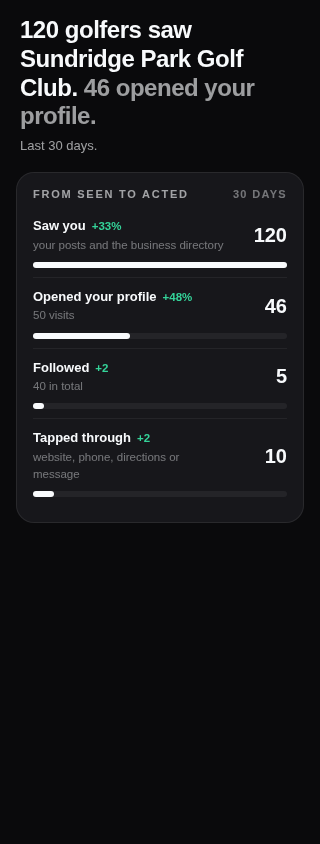 120 golfers saw
Sundridge Park Golf
Club. 46 opened your
profile.
Last 30 days.
FROM SEEN TO ACTED 30 DAYS
Saw you +33%
your posts and the business directory
120
Opened your profile +48%
50 visits
46
Followed +2
40 in total
5
Tapped through +2
website, phone, directions or
message
10